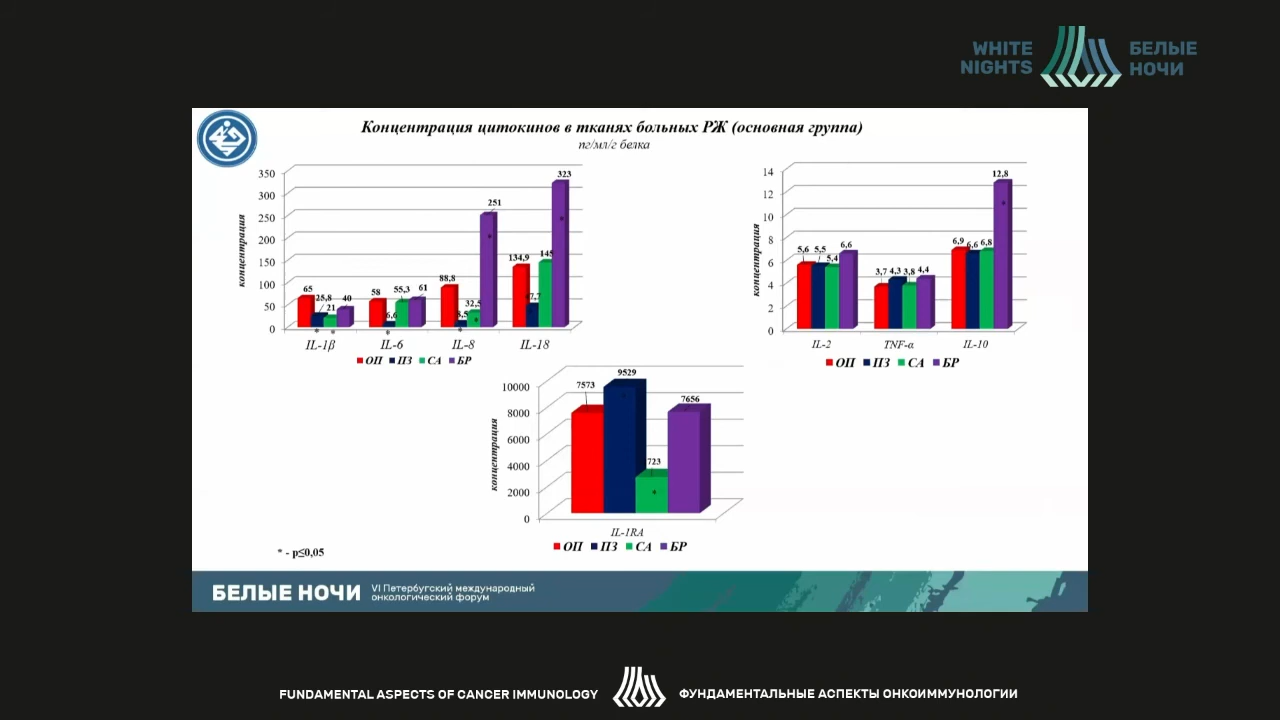 WHITE
NIGHTS
БЕЛЫЕ
НОЧИ
Концентрация цитокинов в тканях больных РЖ (основная группа)
пг/мл/г белка
концентрация
350
300
250
200
150
100
50
0
65
25,8
21
40
58
6,6
55,3
61
88,8
32,5
251
134,9
145
323
* * * * * * *
IL-1β IL-6 IL-8 IL-18
ОП ПЗ СА БР
концентрация
14
12
10
8
6
4
2
0
5,6 5,5 5,4 6,6
3,7 4,3 3,8 4,4
6,9 6,6 6,8 12,8
*
IL-2 TNF-α IL-10
ОП ПЗ СА БР
концентрация
10000
8000
6000
4000
2000
0
7573
9529
723
7656
*
IL-1RA
ОП ПЗ СА БР
* - p≤0,05
БЕЛЫЕ НОЧИ
VI Петербугский международный
онкологический форум
FUNDAMENTAL ASPECTS OF CANCER IMMUNOLOGY
ФУНДАМЕНТАЛЬНЫЕ АСПЕКТЫ ОНКОИММУНОЛОГИИ